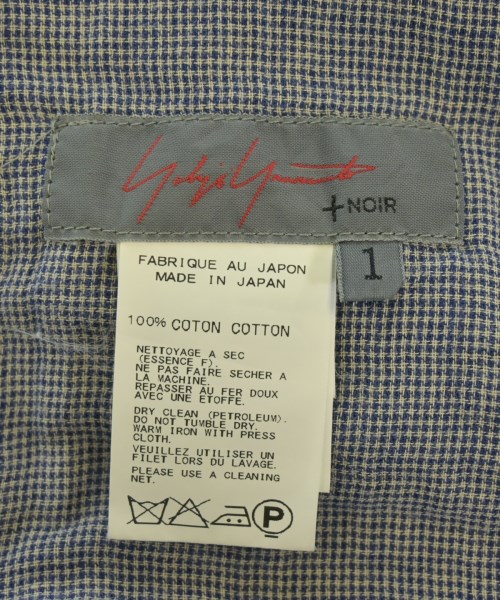 Yohji Yamamoto
+NOIR
1
FABRIQUE AU JAPON
MADE IN JAPAN
100% COTON COTTON
NETTOYAGE A SEC
(ESSENCE F).
NE PAS FAIRE SECHER A
LA MACHINE.
REPASSER AU FER DOUX
AVEC UNE ETOFFE.
DRY CLEAN (PETROLEUM).
DO NOT TUMBLE DRY.
WARM IRON WITH PRESS
CLOTH.
VEUILLEZ UTILISER UN
FILET LORS DU LAVAGE.
PLEASE USE A CLEANING
NET.
P